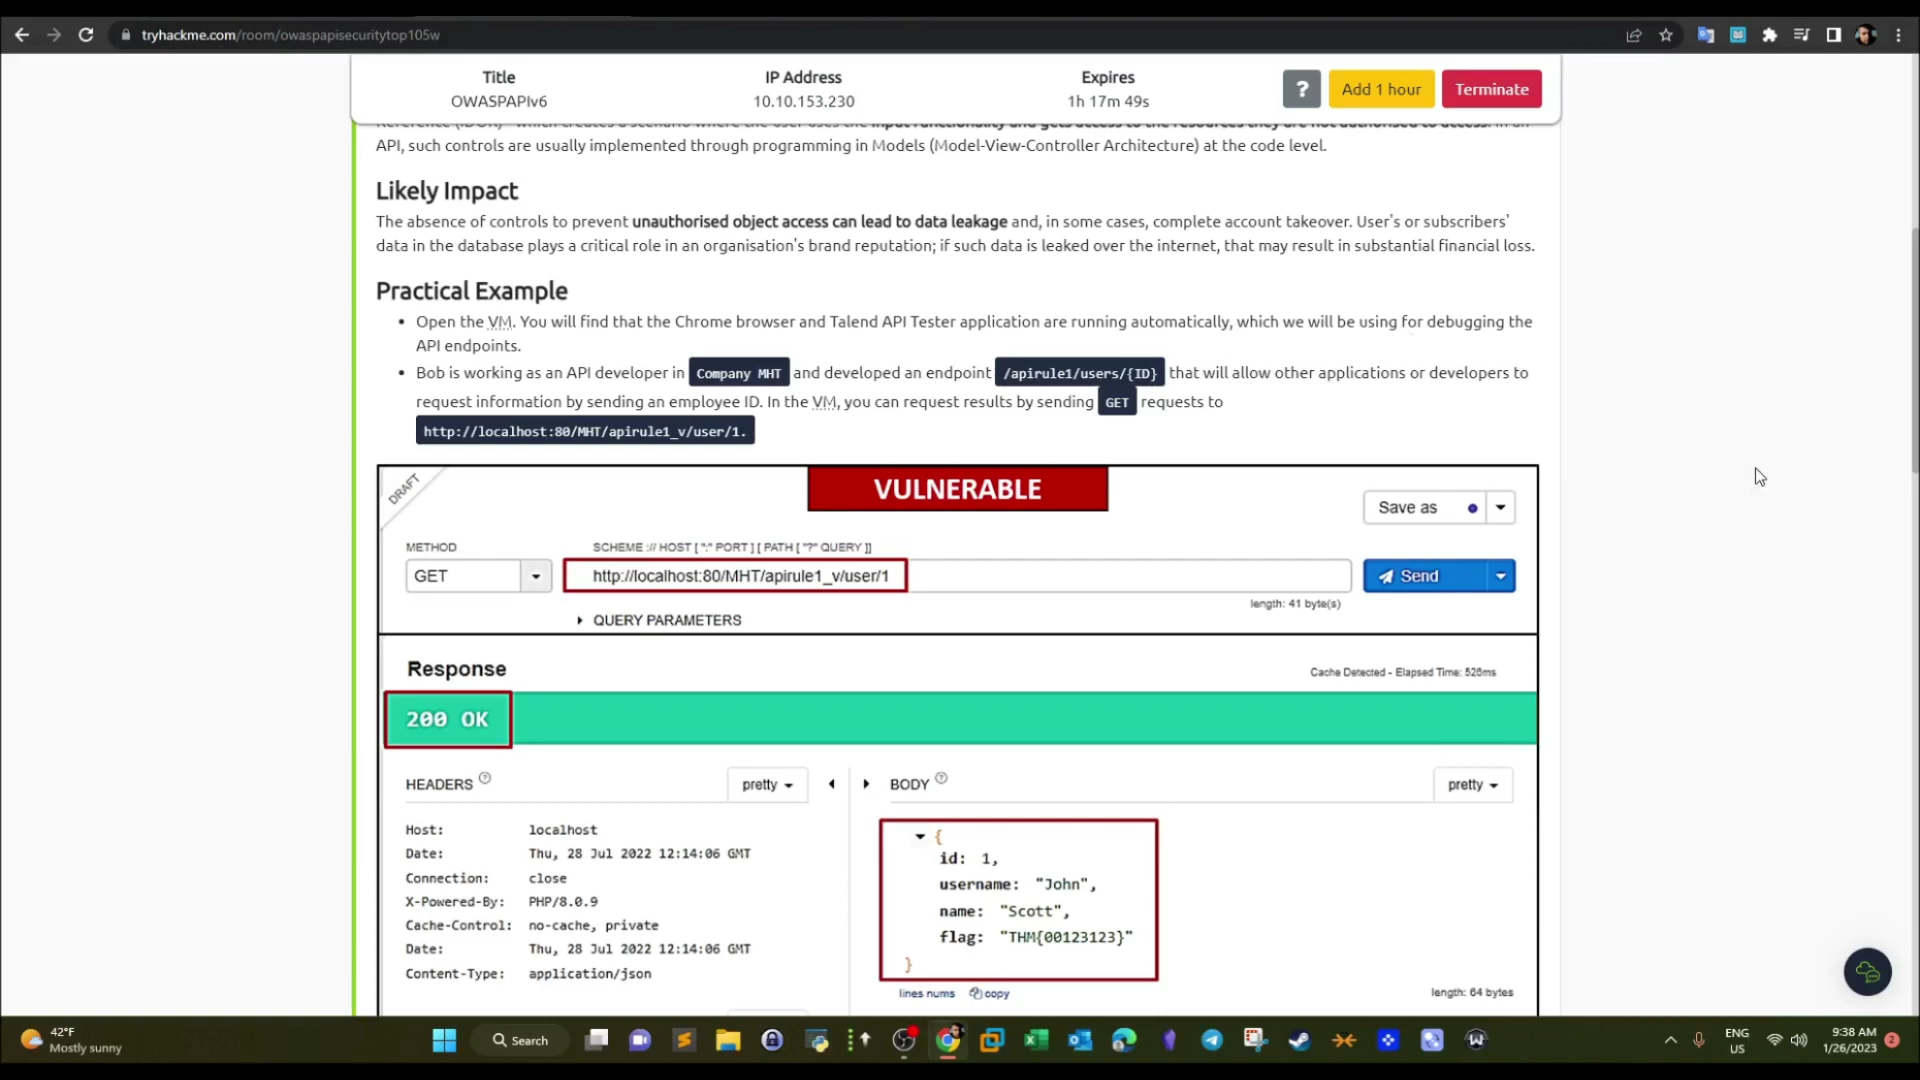 tryhackme.com/room/owaspapisecuritytop105w
Title
OWASPAPIv6
IP Address
10.10.153.230
Expires
1h 17m 49s
?
Add 1 hour
Terminate
API, such controls are usually implemented through programming in Models (Model-View-Controller Architecture) at the code level.
Likely Impact
The absence of controls to prevent unauthorised object access can lead to data leakage and, in some cases, complete account takeover. User's or subscribers'
data in the database plays a critical role in an organisation's brand reputation; if such data is leaked over the internet, that may result in substantial financial loss.
Practical Example
• Open the VM. You will find that the Chrome browser and Talend API Tester application are running automatically, which we will be using for debugging the
API endpoints.
• Bob is working as an API developer in Company MHT and developed an endpoint /apirule1/users/{ID} that will allow other applications or developers to
request information by sending an employee ID. In the VM, you can request results by sending GET requests to
http://localhost:80/MHT/apirule1_v/user/1.
DRAFT
VULNERABLE
Save as
METHOD
SCHEME :// HOST [ ":" PORT ] [ PATH [ "?" QUERY ]]
GET
http://localhost:80/MHT/apirule1_v/user/1
Send
length: 41 byte(s)
QUERY PARAMETERS
Response
Cache Detected - Elapsed Time: 526ms
200 OK
HEADERS ?
pretty
BODY ?
pretty
Host: localhost
Date: Thu, 28 Jul 2022 12:14:06 GMT
Connection: close
X-Powered-By: PHP/8.0.9
Cache-Control: no-cache, private
Date: Thu, 28 Jul 2022 12:14:06 GMT
Content-Type: application/json
{
id: 1,
username: "John",
name: "Scott",
flag: "THM{00123123}"
}
lines nums copy
length: 64 bytes
42°F
Mostly sunny
Search
ENG
US
9:38 AM
1/26/2023
2